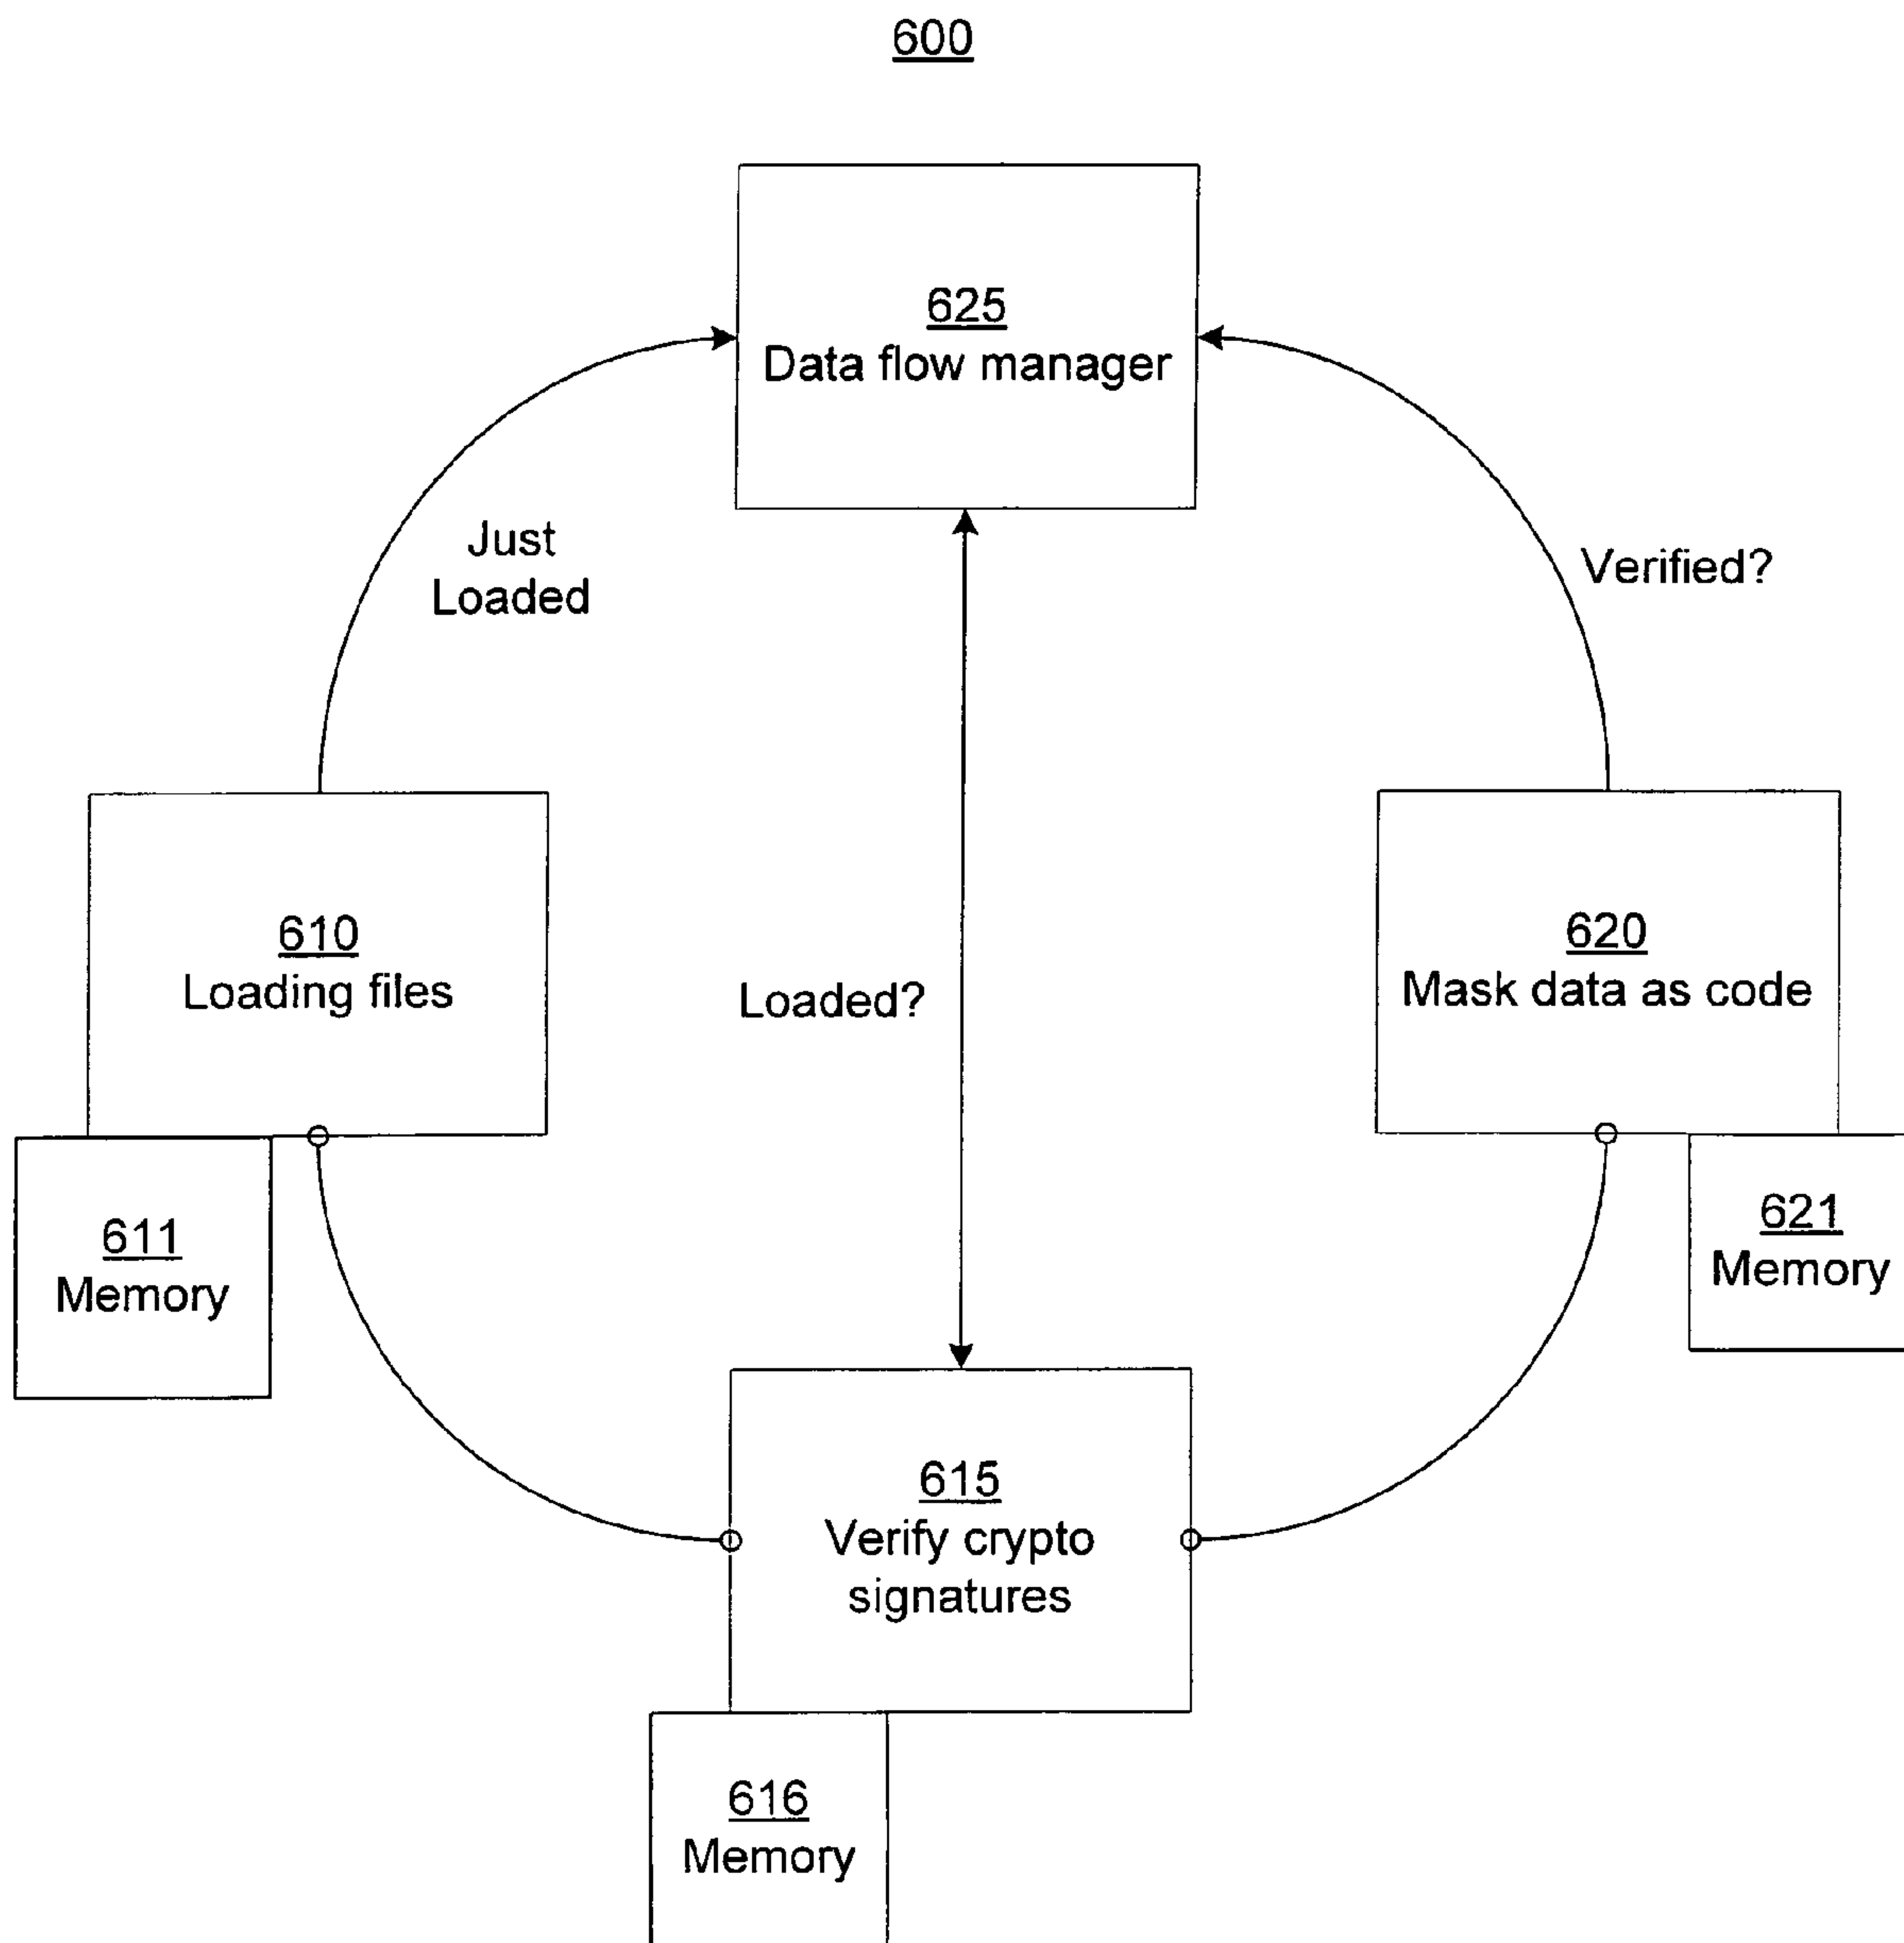 600
625
Data flow manager
Just
Loaded
Verified?
610
Loading files
Loaded?
620
Mask data as code
611
Memory
621
Memory
615
Verify crypto
signatures
616
Memory